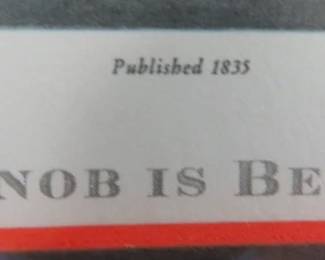 Published 1835
NOB IS BE